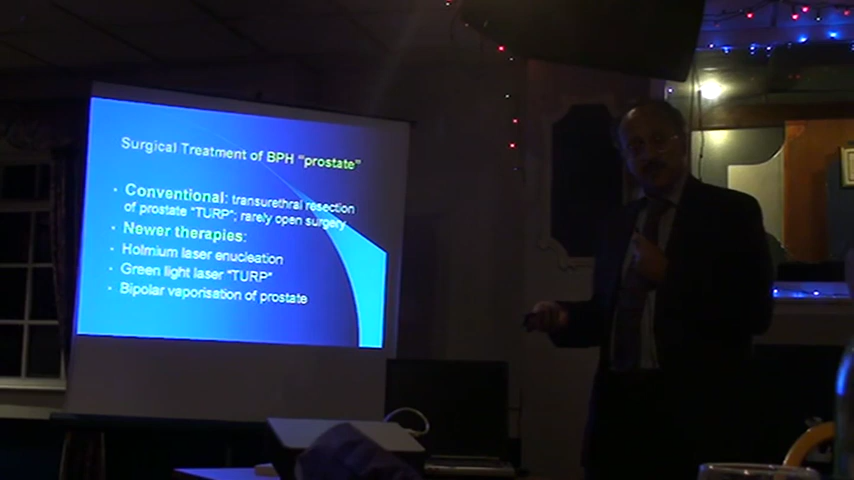 Surgical Treatment of BPH "prostate"
• Conventional: transurethral resection
of prostate "TURP"; rarely open surgery
• Newer therapies:
• Holmium laser enucleation
• Green light laser "TURP"
• Bipolar vaporisation of prostate